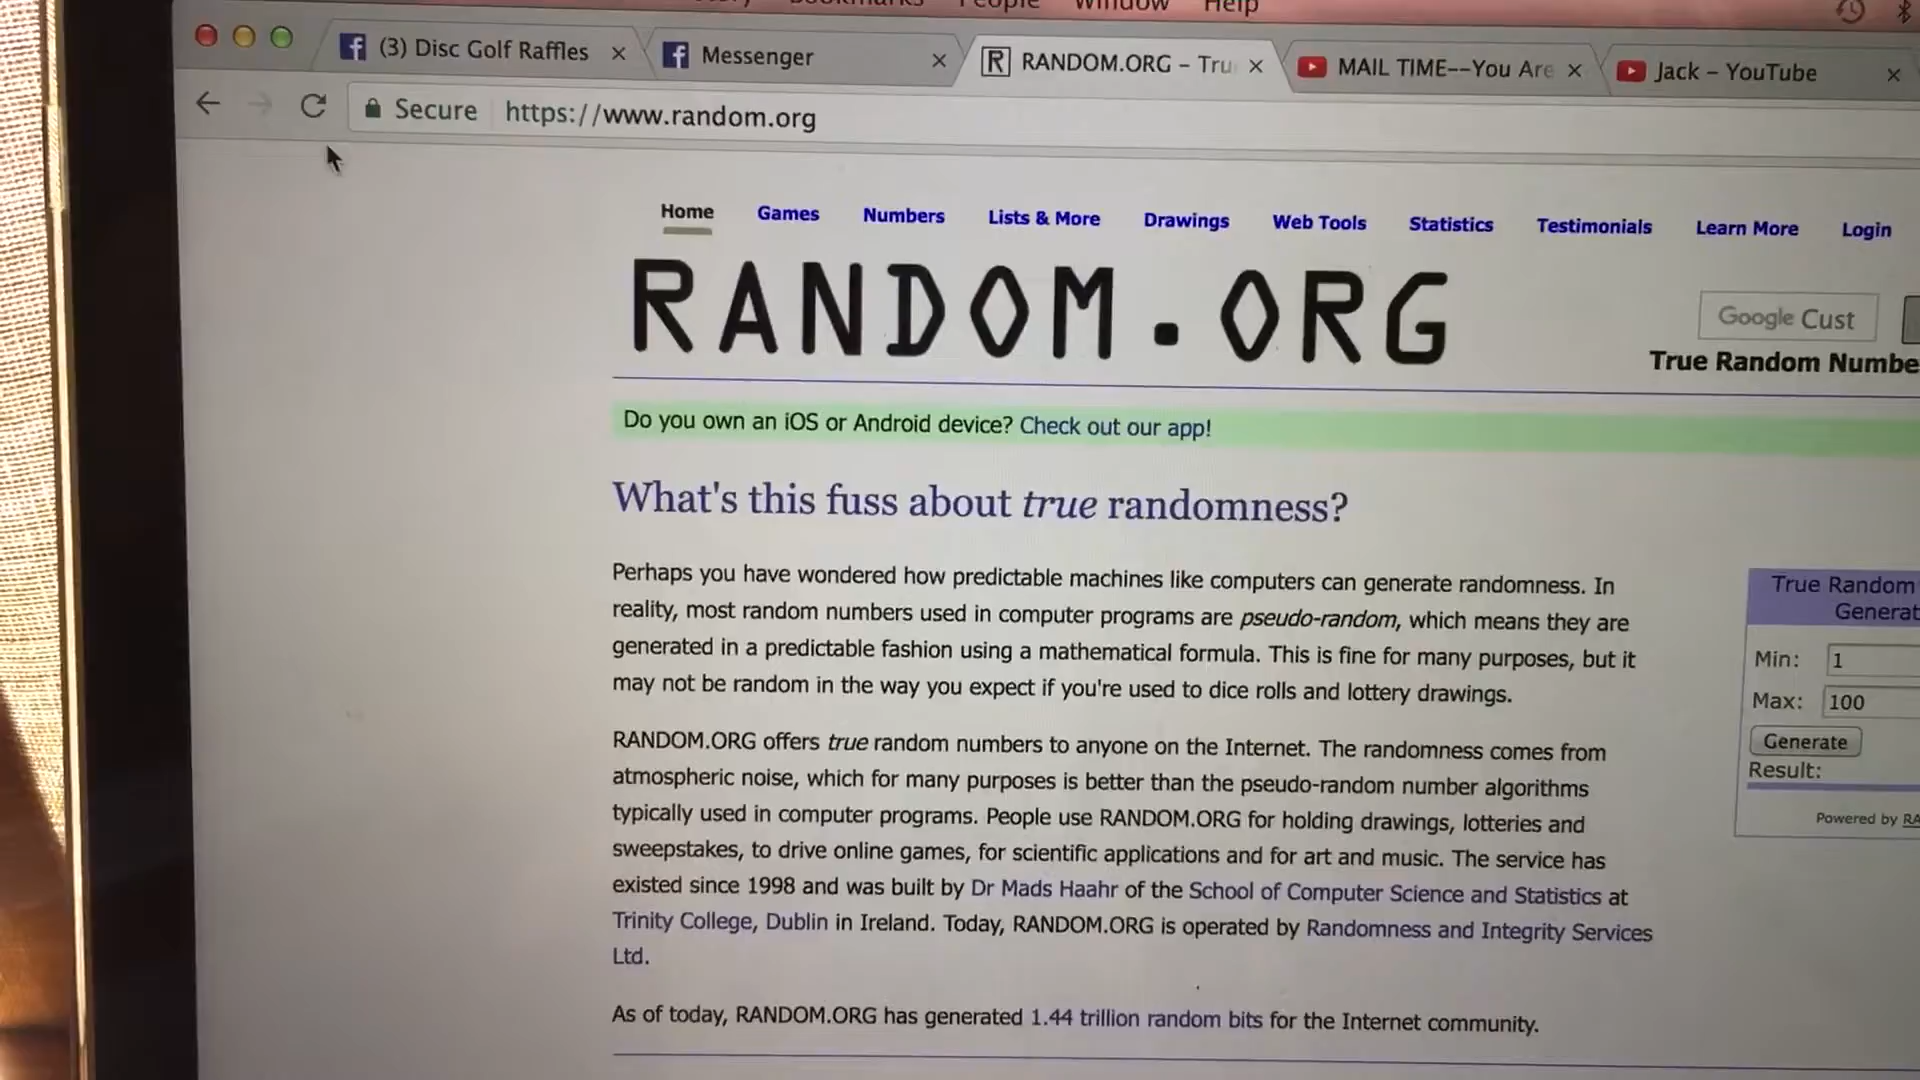 Bookmarks People Window Help
(3) Disc Golf Raffles
Messenger
RANDOM.ORG – Tru
MAIL TIME--You Are
Jack – YouTube
Secure https://www.random.org
Home Games Numbers Lists & More Drawings Web Tools Statistics Testimonials Learn More Login
RANDOM.ORG
Google Cust
True Random Numbe
Do you own an iOS or Android device? Check out our app!
What's this fuss about true randomness?
Perhaps you have wondered how predictable machines like computers can generate randomness. In
reality, most random numbers used in computer programs are pseudo-random, which means they are
generated in a predictable fashion using a mathematical formula. This is fine for many purposes, but it
may not be random in the way you expect if you're used to dice rolls and lottery drawings.
RANDOM.ORG offers true random numbers to anyone on the Internet. The randomness comes from
atmospheric noise, which for many purposes is better than the pseudo-random number algorithms
typically used in computer programs. People use RANDOM.ORG for holding drawings, lotteries and
sweepstakes, to drive online games, for scientific applications and for art and music. The service has
existed since 1998 and was built by Dr Mads Haahr of the School of Computer Science and Statistics at
Trinity College, Dublin in Ireland. Today, RANDOM.ORG is operated by Randomness and Integrity Services
Ltd.
As of today, RANDOM.ORG has generated 1.44 trillion random bits for the Internet community.
True Random
Generat
Min: 1
Max: 100
Generate
Result:
Powered by RA